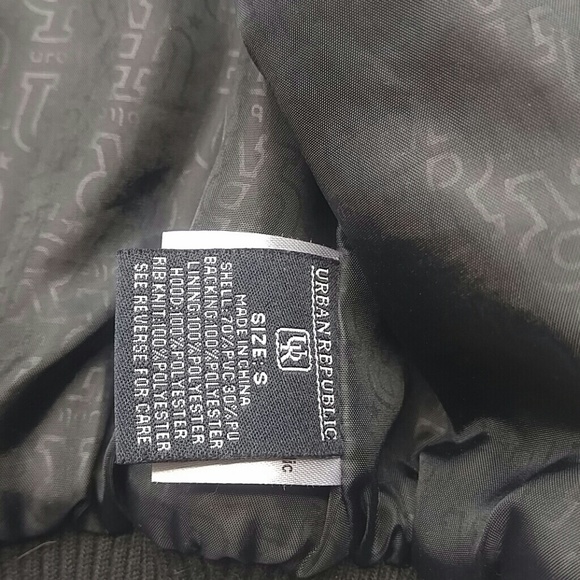 URBAN REPUBLIC
UR
SIZE S
MADE IN CHINA
SHELL: 70% PVC 30% PU
BACKING: 100% POLYESTER
LINING: 100% POLYESTER
HOOD: 100% POLYESTER
RIB KNIT: 100% POLYESTER
SEE REVERSE FOR CARE
ic